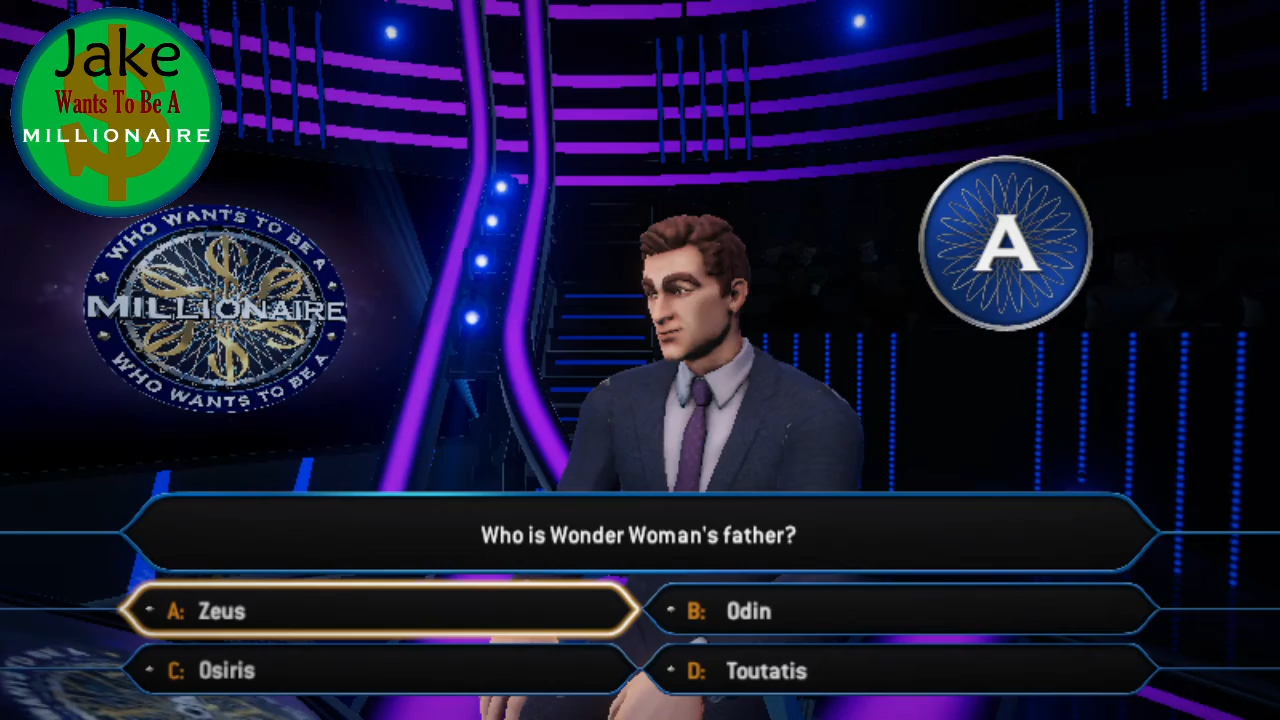 Jake
Wants To Be A
MILLIONAIRE
WHO WANTS TO BE A
MILLIONAIRE
WHO WANTS TO BE A
A
Who is Wonder Woman's father?
A: Zeus
B: Odin
C: Osiris
D: Toutatis